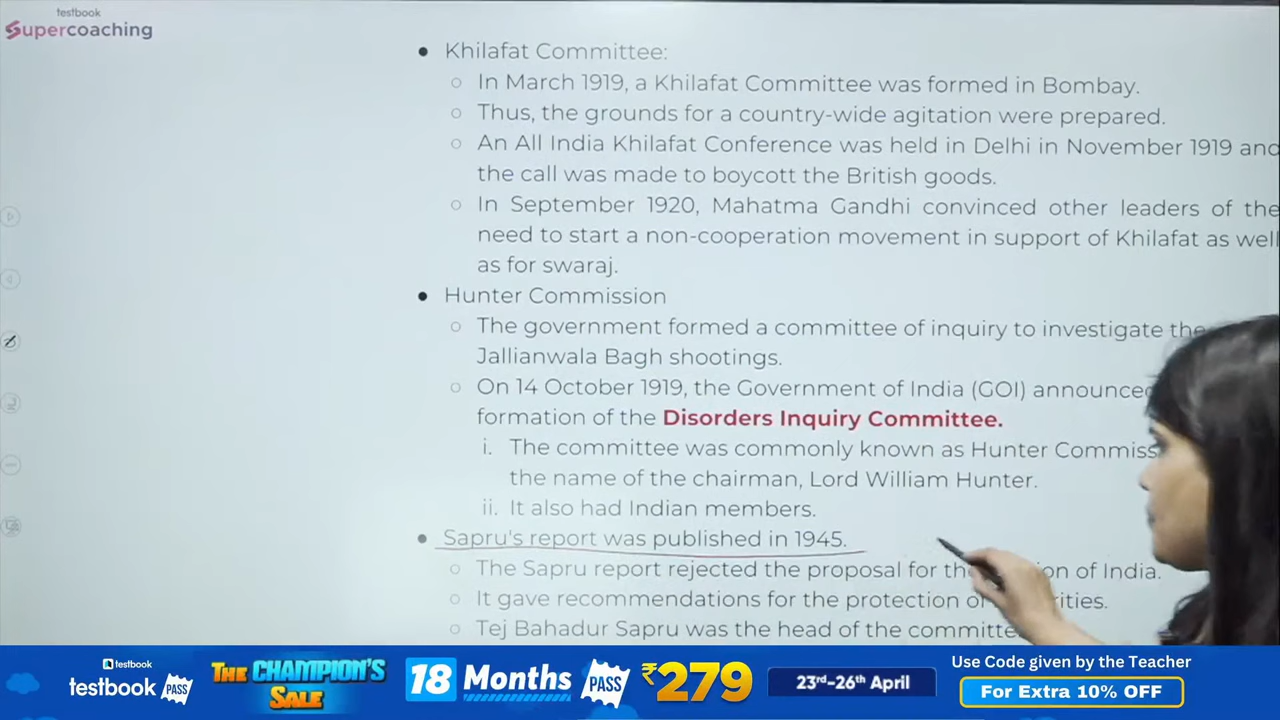 testbook
Supercoaching
• Khilafat Committee:
○ In March 1919, a Khilafat Committee was formed in Bombay.
○ Thus, the grounds for a country-wide agitation were prepared.
○ An All India Khilafat Conference was held in Delhi in November 1919 and
the call was made to boycott the British goods.
○ In September 1920, Mahatma Gandhi convinced other leaders of the
need to start a non-cooperation movement in support of Khilafat as well
as for swaraj.
• Hunter Commission
○ The government formed a committee of inquiry to investigate the
Jallianwala Bagh shootings.
○ On 14 October 1919, the Government of India (GOI) announced
formation of the Disorders Inquiry Committee.
i. The committee was commonly known as Hunter
the name of the chairman, Lord William Hunter.
ii. It also had Indian members.
• Sapru's report was published in 1945.
○ The Sapru report rejected the proposal for of India.
○ It gave recommendations for the protection
○ Tej Bahadur Sapru was the head of the
testbook
testbook PASS
THE CHAMPION'S
SALE
18 Months PASS ₹279
23rd-26th April
Use Code given by the Teacher
For Extra 10% OFF